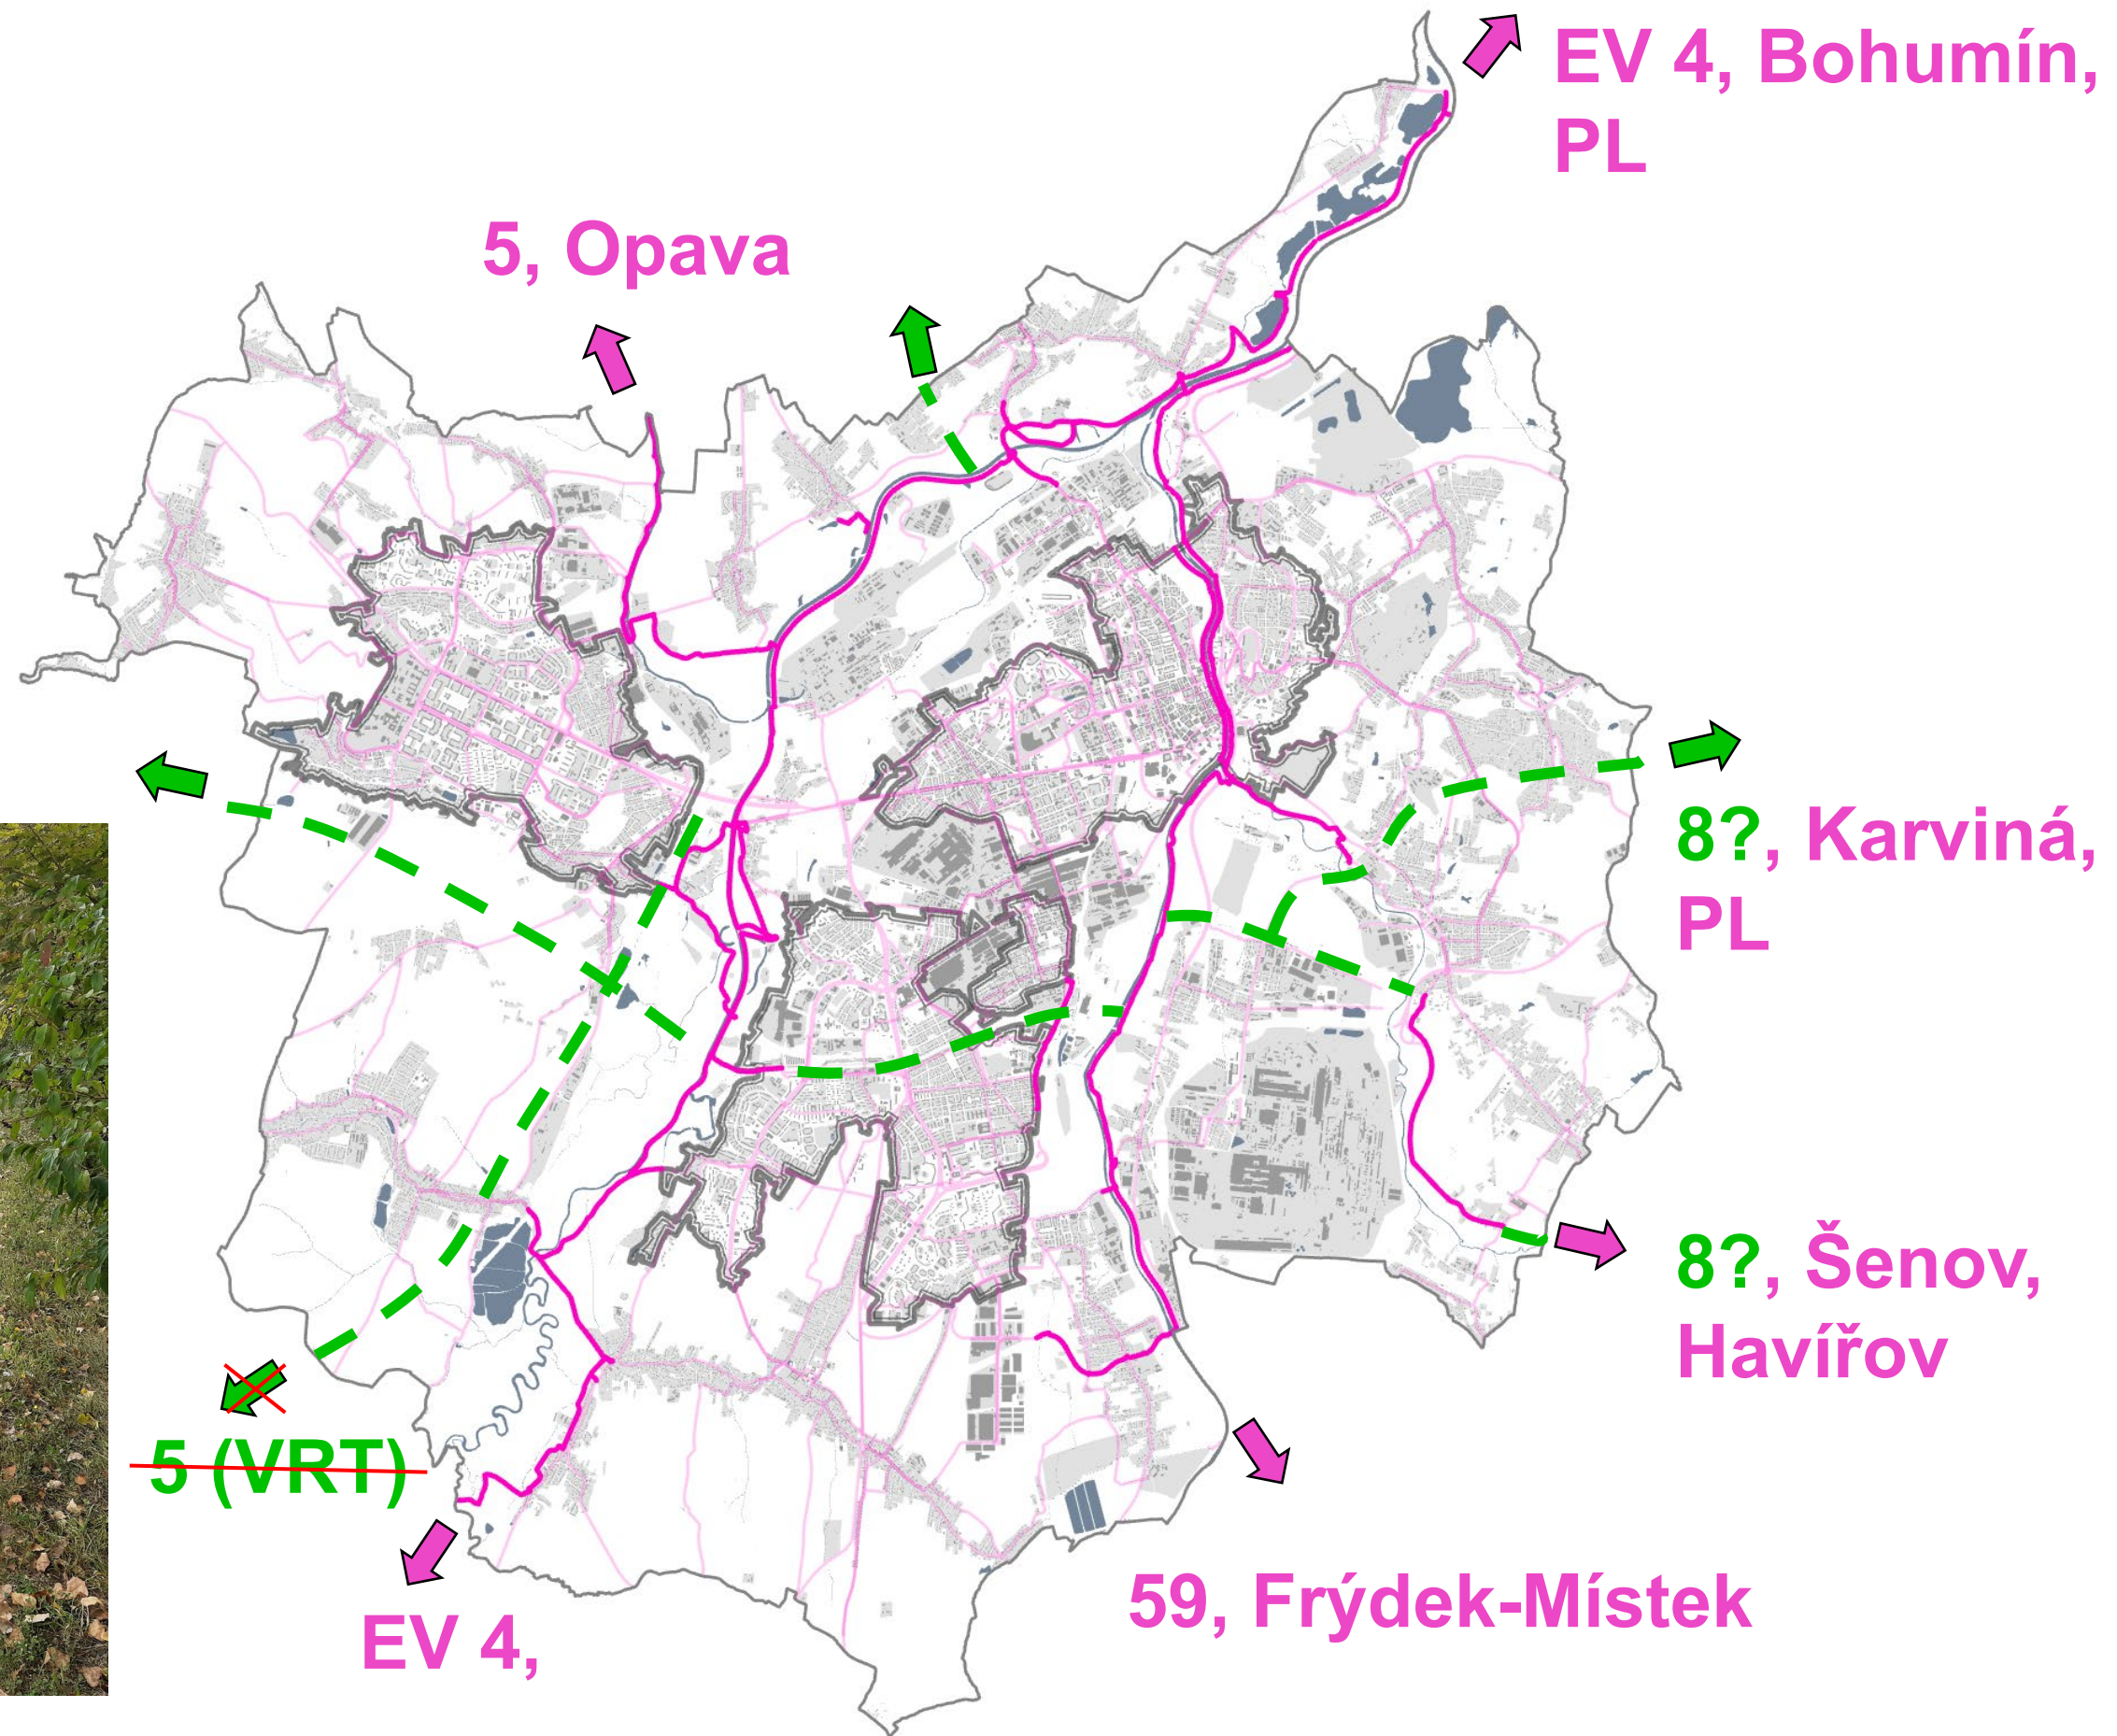 EV 4, Bohumín,
PL
5, Opava
8?, Karviná,
PL
8?, Šenov,
Havířov
5 (VRT)
EV 4,
59, Frýdek-Místek